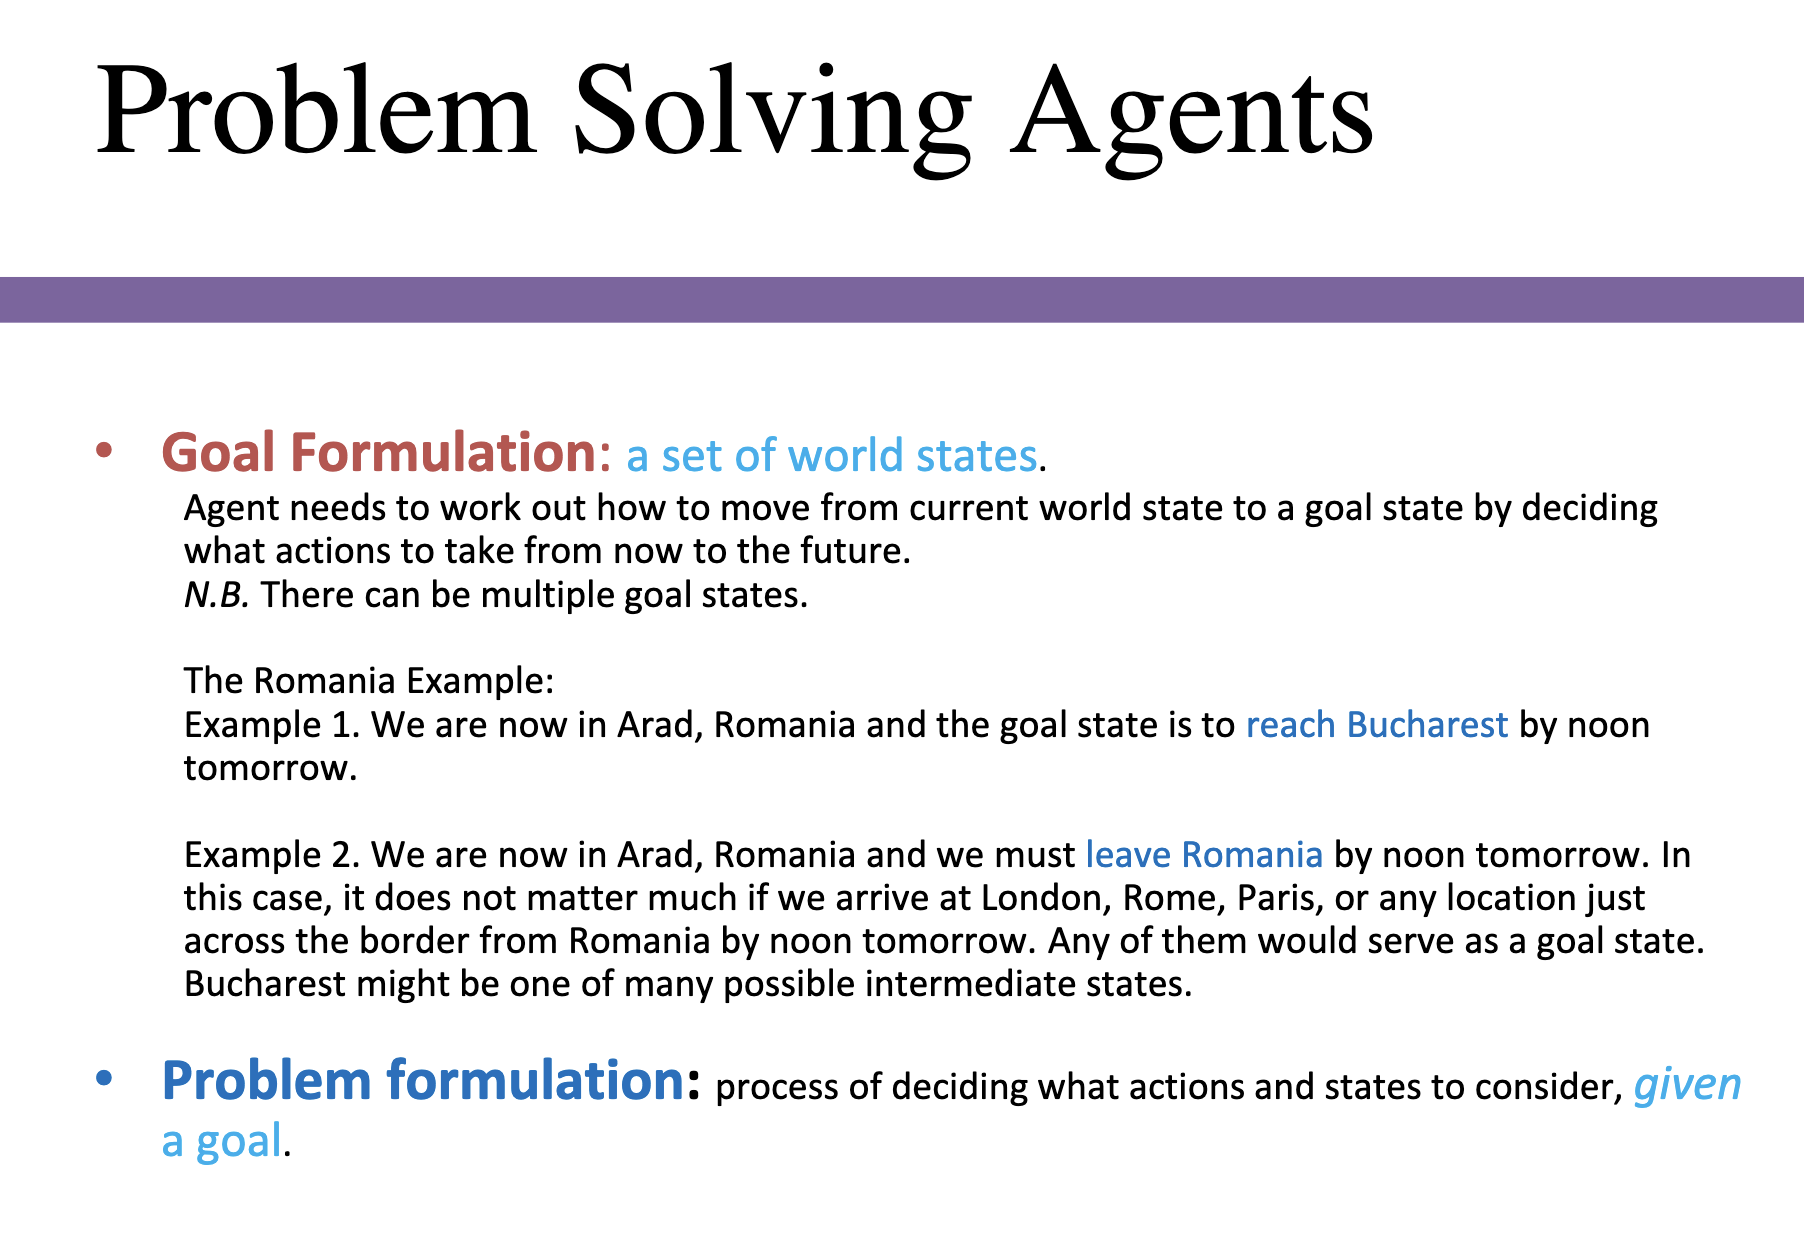 Problem Solving Agents
• Goal Formulation: a set of world states.
Agent needs to work out how to move from current world state to a goal state by deciding
what actions to take from now to the future.
N.B. There can be multiple goal states.
The Romania Example:
Example 1. We are now in Arad, Romania and the goal state is to reach Bucharest by noon
tomorrow.
Example 2. We are now in Arad, Romania and we must leave Romania by noon tomorrow. In
this case, it does not matter much if we arrive at London, Rome, Paris, or any location just
across the border from Romania by noon tomorrow. Any of them would serve as a goal state.
Bucharest might be one of many possible intermediate states.
• Problem formulation: process of deciding what actions and states to consider, given
a goal.